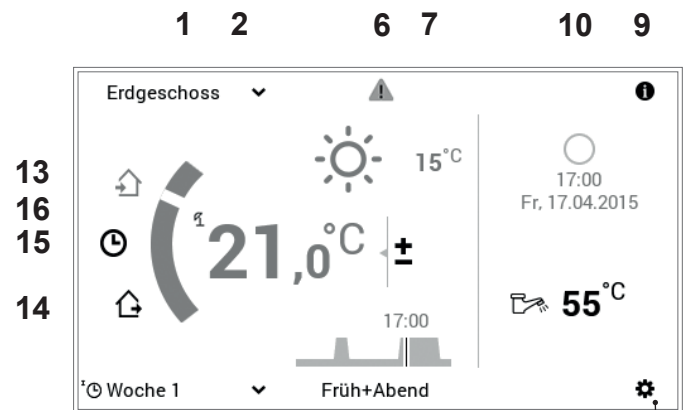 1 2 6 7 10 9
Erdgeschoss
13
16
15
14
15°C
21,0°C
±
17:00
Fr, 17.04.2015
55°C
17:00
Woche 1
Früh+Abend